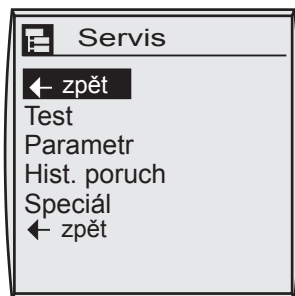 Servis
← zpět
Test
Parametr
Hist. poruch
Speciál
← zpět